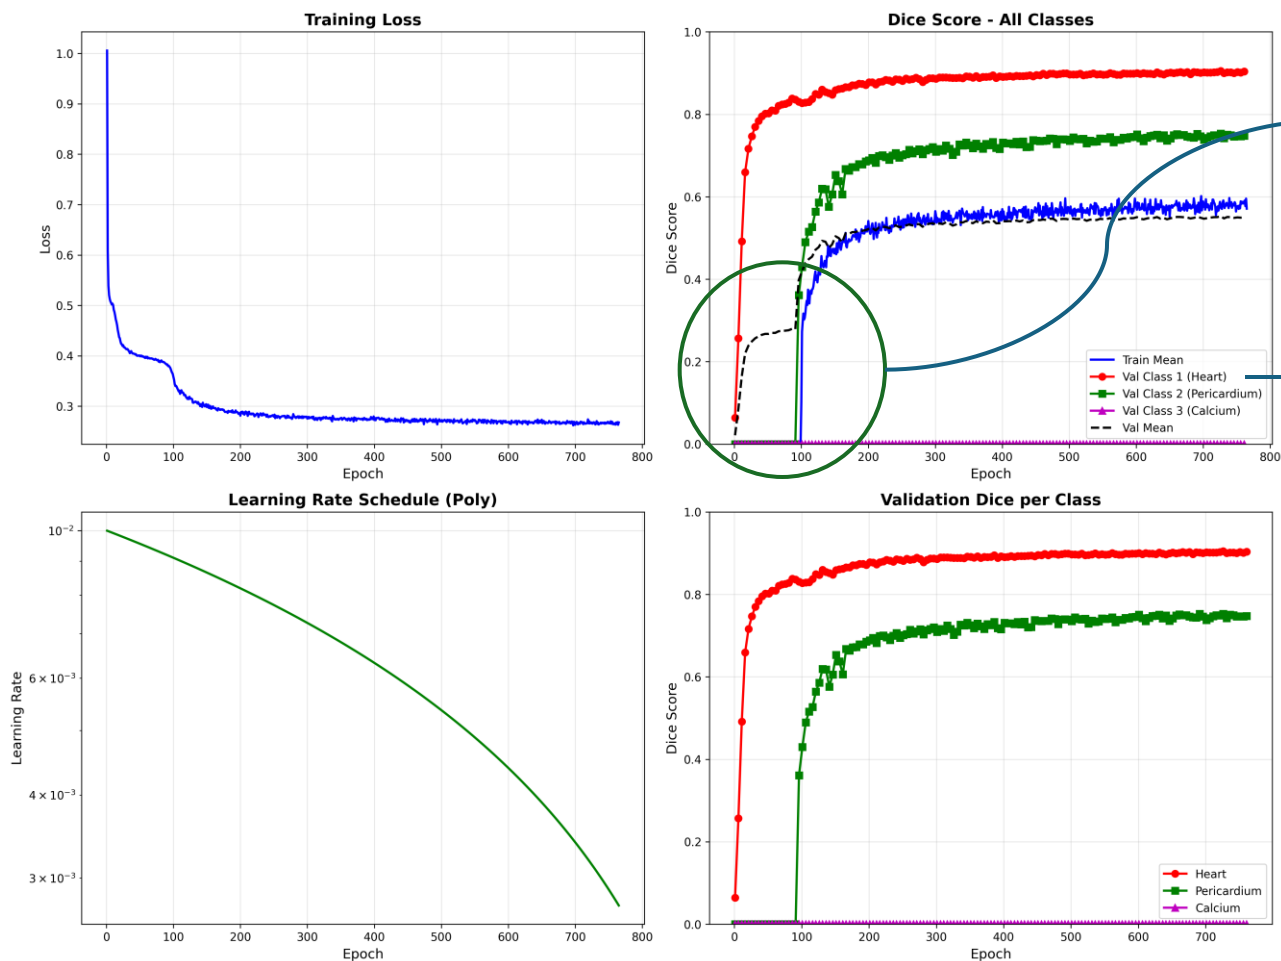 Training Loss
1.0
0.9
0.8
0.7
0.6
0.5
0.4
0.3
Loss
0 100 200 300 400 500 600 700 800
Epoch
Dice Score - All Classes
1.0
0.8
0.6
0.4
0.2
0.0
Dice Score
Train Mean
Val Class 1 (Heart)
Val Class 2 (Pericardium)
Val Class 3 (Calcium)
Val Mean
0 100 200 300 400 500 600 700 800
Epoch
Learning Rate Schedule (Poly)
10⁻²
6 × 10⁻³
4 × 10⁻³
3 × 10⁻³
Learning Rate
0 100 200 300 400 500 600 700 800
Epoch
Validation Dice per Class
1.0
0.8
0.6
0.4
0.2
0.0
Dice Score
Heart
Pericardium
Calcium
0 100 200 300 400 500 600 700
Epoch